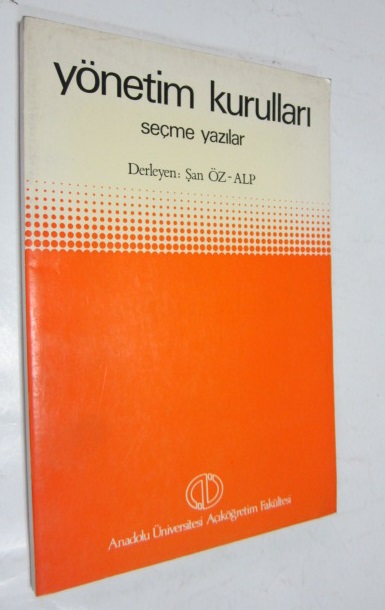 yönetim kurulları
seçme yazılar
Derleyen: Şan ÖZ-ALP
Anadolu Üniversitesi Açıköğretim Fakültesi